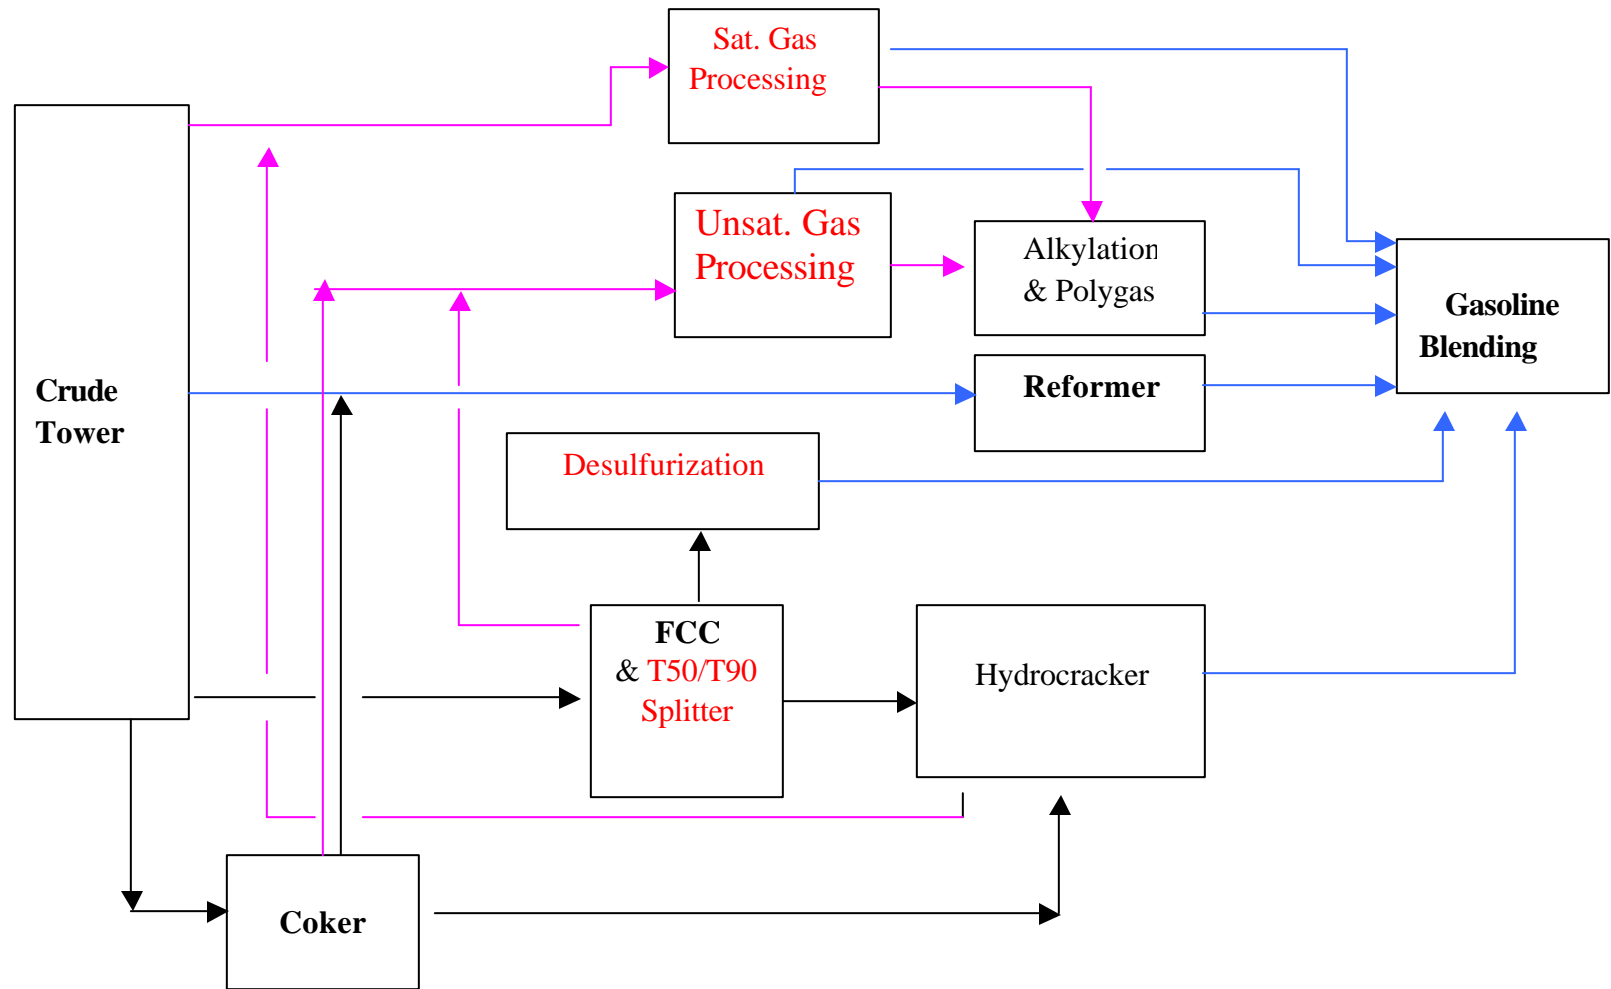 Sat. Gas
Processing
Unsat. Gas
Processing
Alkylation
& Polygas
Gasoline
Blending
Crude
Tower
Reformer
Desulfurization
FCC
& T50/T90
Splitter
Hydrocracker
Coker